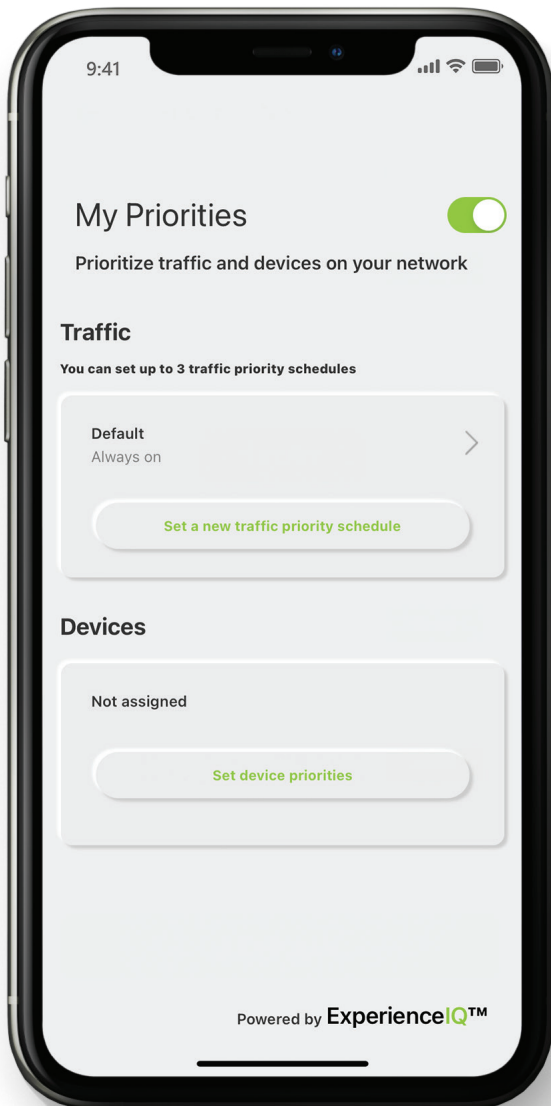 9:41
My Priorities
Prioritize traffic and devices on your network
Traffic
You can set up to 3 traffic priority schedules
Default
Always on
Set a new traffic priority schedule
Devices
Not assigned
Set device priorities
Powered by ExperienceIQ™